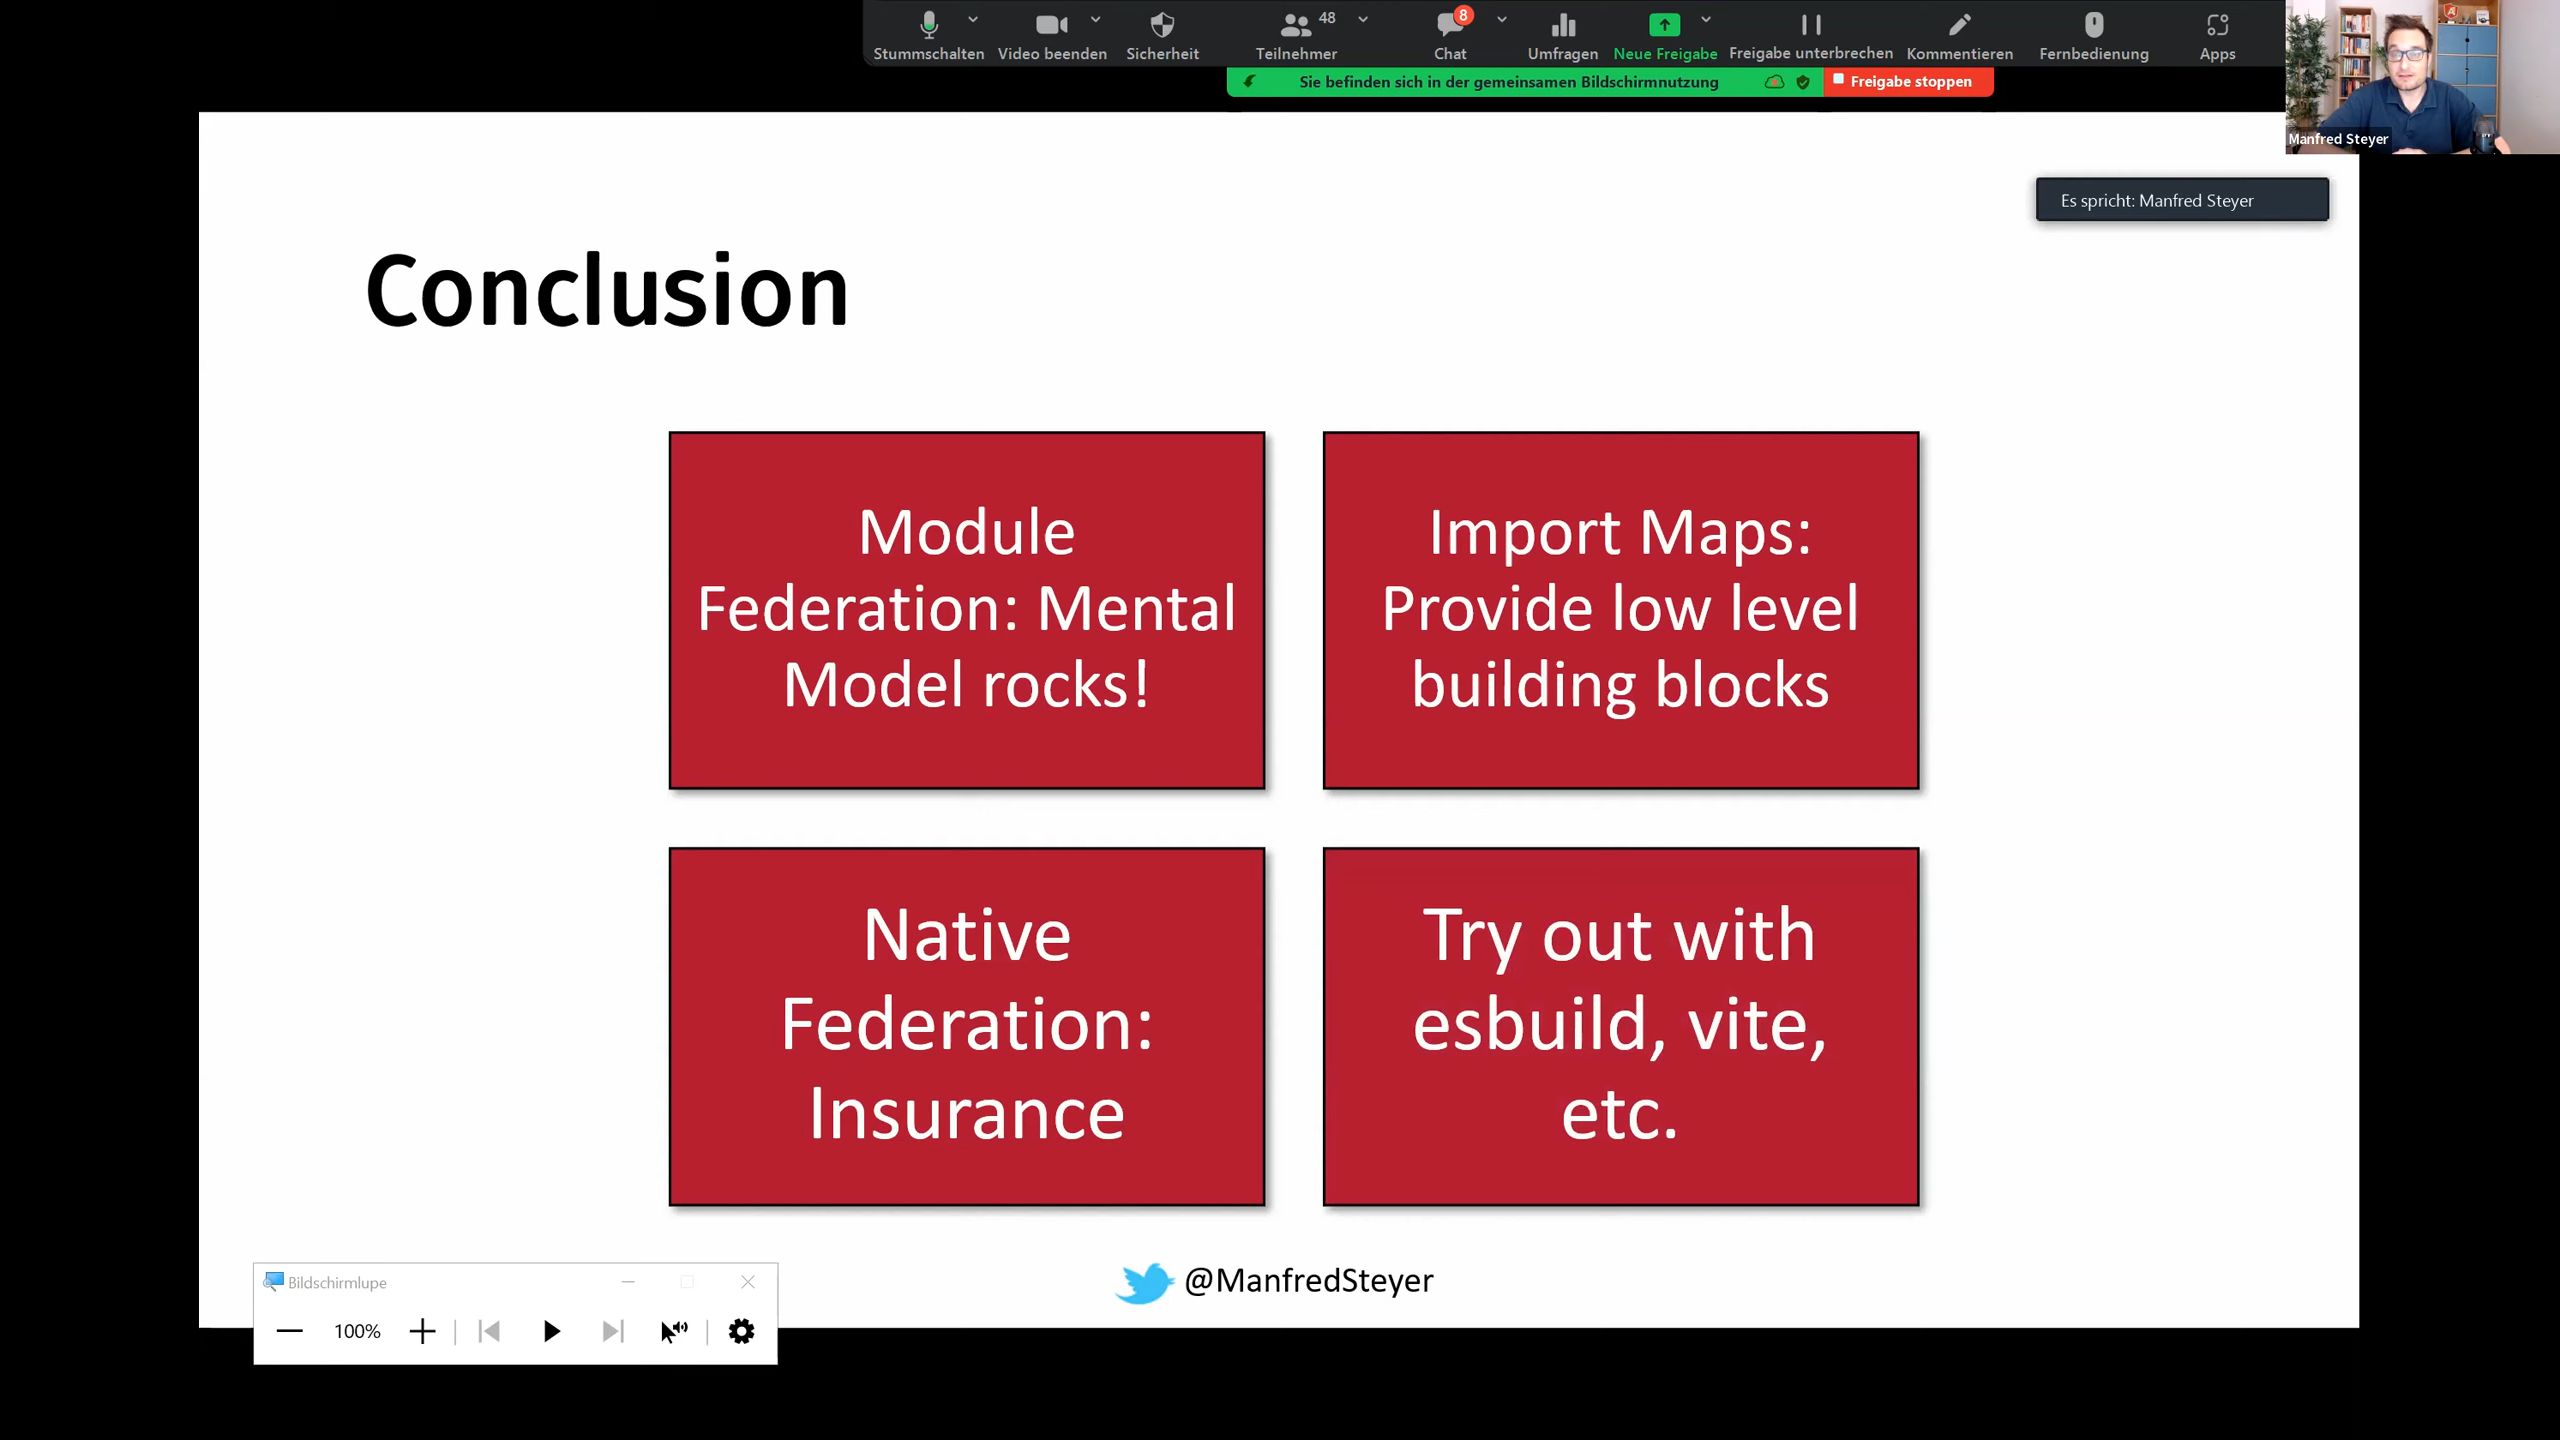 Stummschalten
Video beenden
Sicherheit
48
Teilnehmer
8
Chat
Umfragen
Neue Freigabe
Freigabe unterbrechen
Kommentieren
Fernbedienung
Apps
Sie befinden sich in der gemeinsamen Bildschirmnutzung
Freigabe stoppen
Manfred Steyer
Es spricht: Manfred Steyer
Conclusion
Module
Federation: Mental
Model rocks!
Import Maps:
Provide low level
building blocks
Native
Federation:
Insurance
Try out with
esbuild, vite,
etc.
@ManfredSteyer
Bildschirmlupe
100%